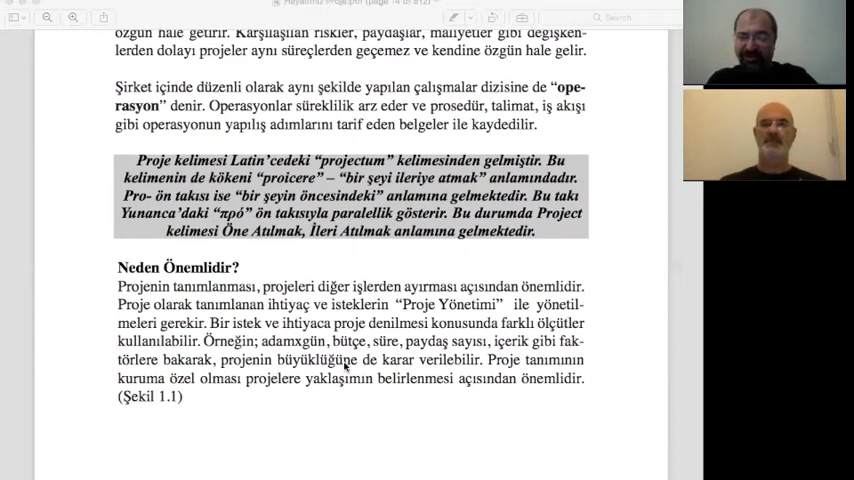 Hayatımız Proje.pdf (page 14 of 812)
Search
özgün hale getirir. Karşılaşılan riskler, paydaşlar, maliyetler gibi değişken-
lerden dolayı projeler aynı süreçlerden geçemez ve kendine özgün hale gelir.
Şirket içinde düzenli olarak aynı şekilde yapılan çalışmalar dizisine de “ope-
rasyon” denir. Operasyonlar süreklilik arz eder ve prosedür, talimat, iş akışı
gibi operasyonun yapılış adımlarını tarif eden belgeler ile kaydedilir.
Proje kelimesi Latin’cedeki “projectum” kelimesinden gelmiştir. Bu
kelimenin de kökeni “proicere” – “bir şeyi ileriye atmak” anlamındadır.
Pro- ön takısı ise “bir şeyin öncesindeki” anlamına gelmektedir. Bu takı
Yunanca’daki “πρό” ön takısıyla paralellik gösterir. Bu durumda Project
kelimesi Öne Atılmak, İleri Atılmak anlamına gelmektedir.
Neden Önemlidir?
Projenin tanımlanması, projeleri diğer işlerden ayırması açısından önemlidir.
Proje olarak tanımlanan ihtiyaç ve isteklerin “Proje Yönetimi” ile yönetil-
meleri gerekir. Bir istek ve ihtiyaca proje denilmesi konusunda farklı ölçütler
kullanılabilir. Örneğin; adamxgün, bütçe, süre, paydaş sayısı, içerik gibi fak-
törlere bakarak, projenin büyüklüğüne de karar verilebilir. Proje tanımının
kuruma özel olması projelere yaklaşımın belirlenmesi açısından önemlidir.
(Şekil 1.1)